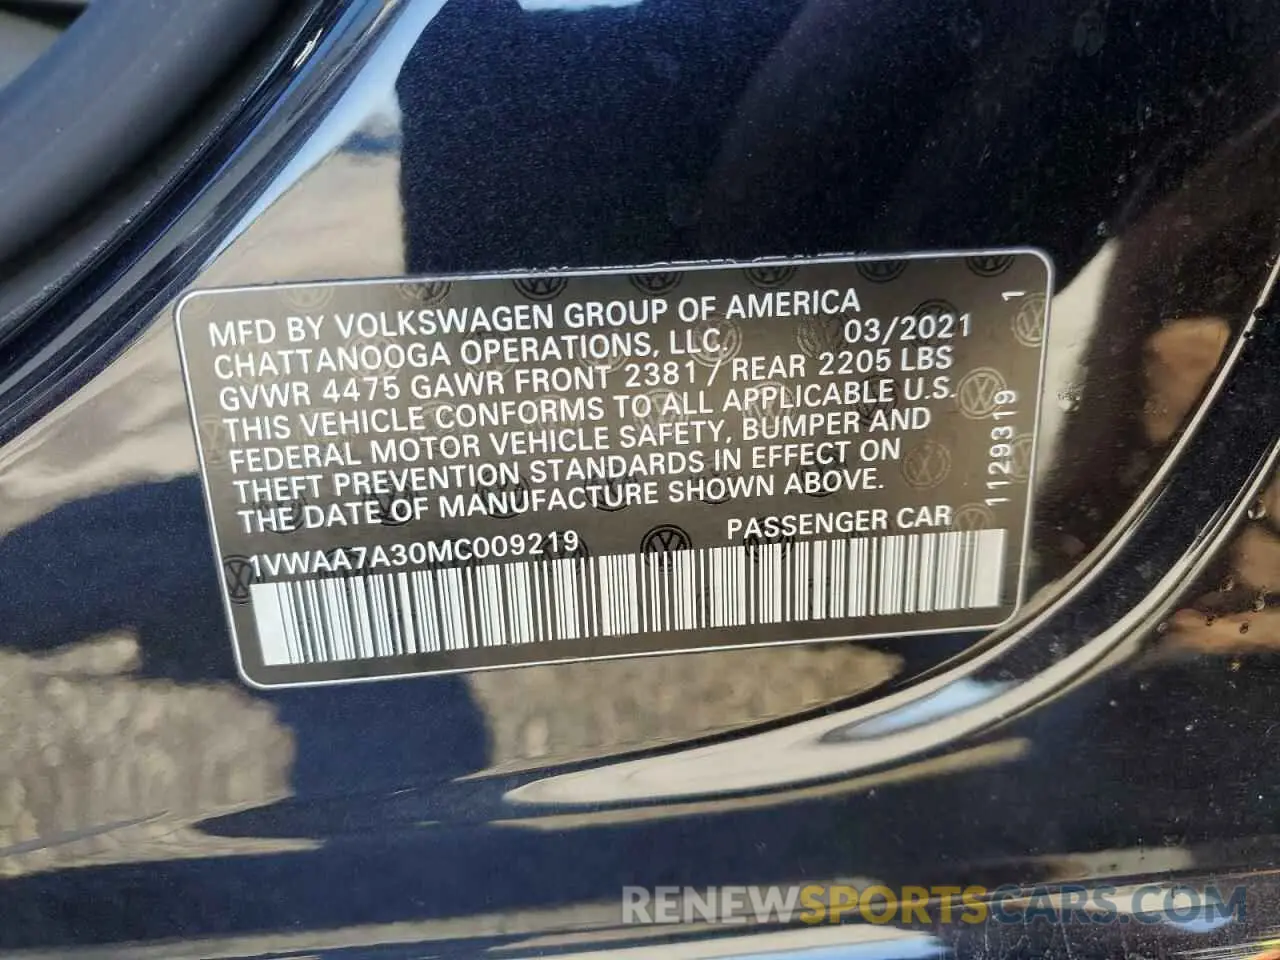 MFD BY VOLKSWAGEN GROUP OF AMERICA
CHATTANOOGA OPERATIONS, LLC. 03/2021
GVWR 4475 GAWR FRONT 2381 / REAR 2205 LBS
THIS VEHICLE CONFORMS TO ALL APPLICABLE U.S.
FEDERAL MOTOR VEHICLE SAFETY, BUMPER AND
THEFT PREVENTION STANDARDS IN EFFECT ON
THE DATE OF MANUFACTURE SHOWN ABOVE.
1VWAA7A30MC009219 PASSENGER CAR
1129319 1
RENEWSPORTSCARS.COM